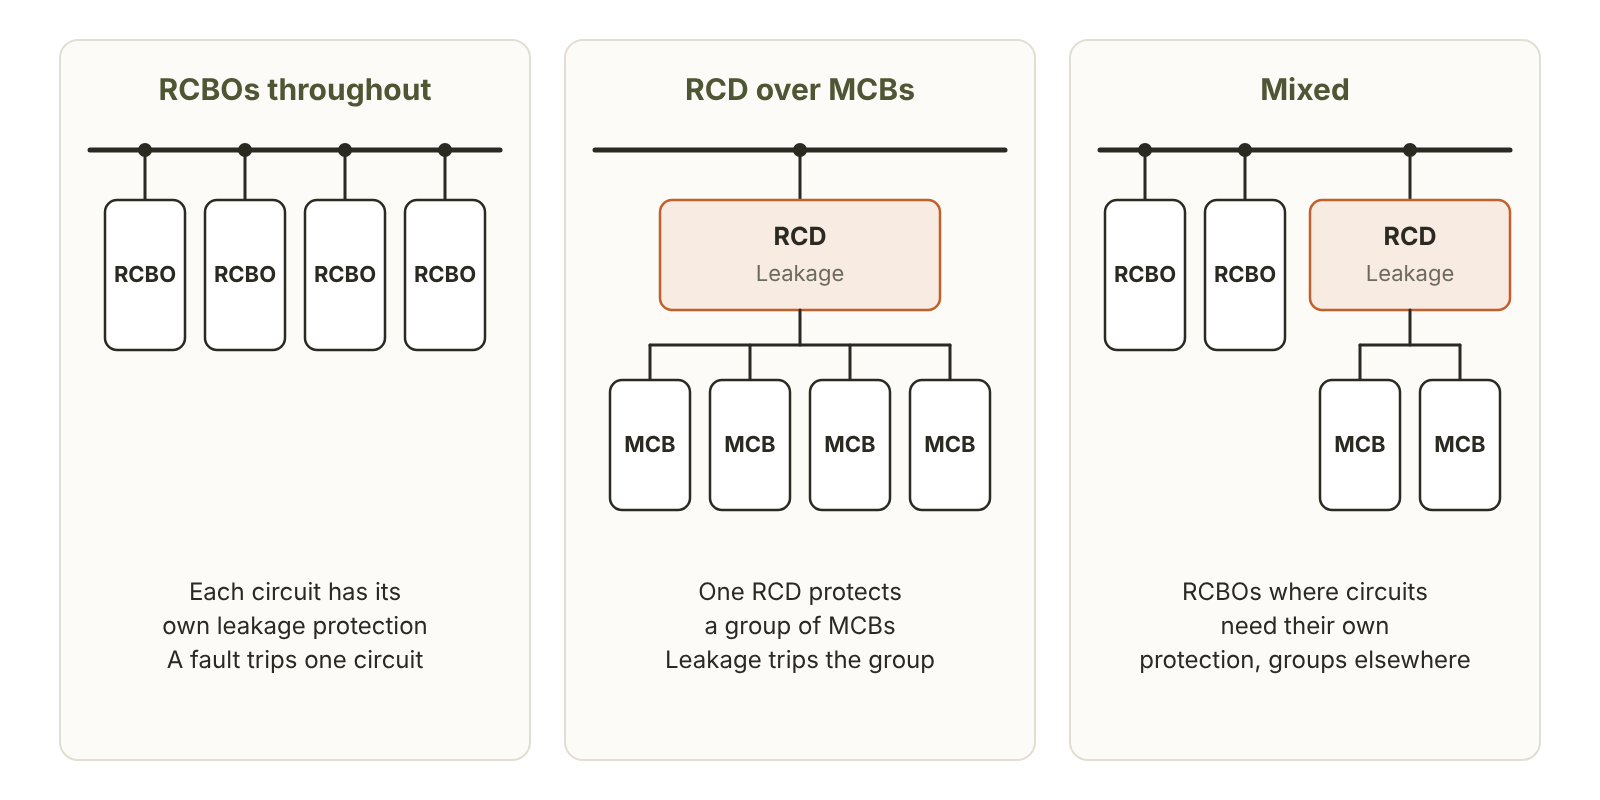 RCBOs throughout
RCBO RCBO RCBO RCBO
Each circuit has its
own leakage protection
A fault trips one circuit
RCD over MCBs
RCD
Leakage
MCB MCB MCB MCB
One RCD protects
a group of MCBs
Leakage trips the group
Mixed
RCBO RCBO
RCD
Leakage
MCB MCB
RCBOs where circuits
need their own
protection, groups elsewhere